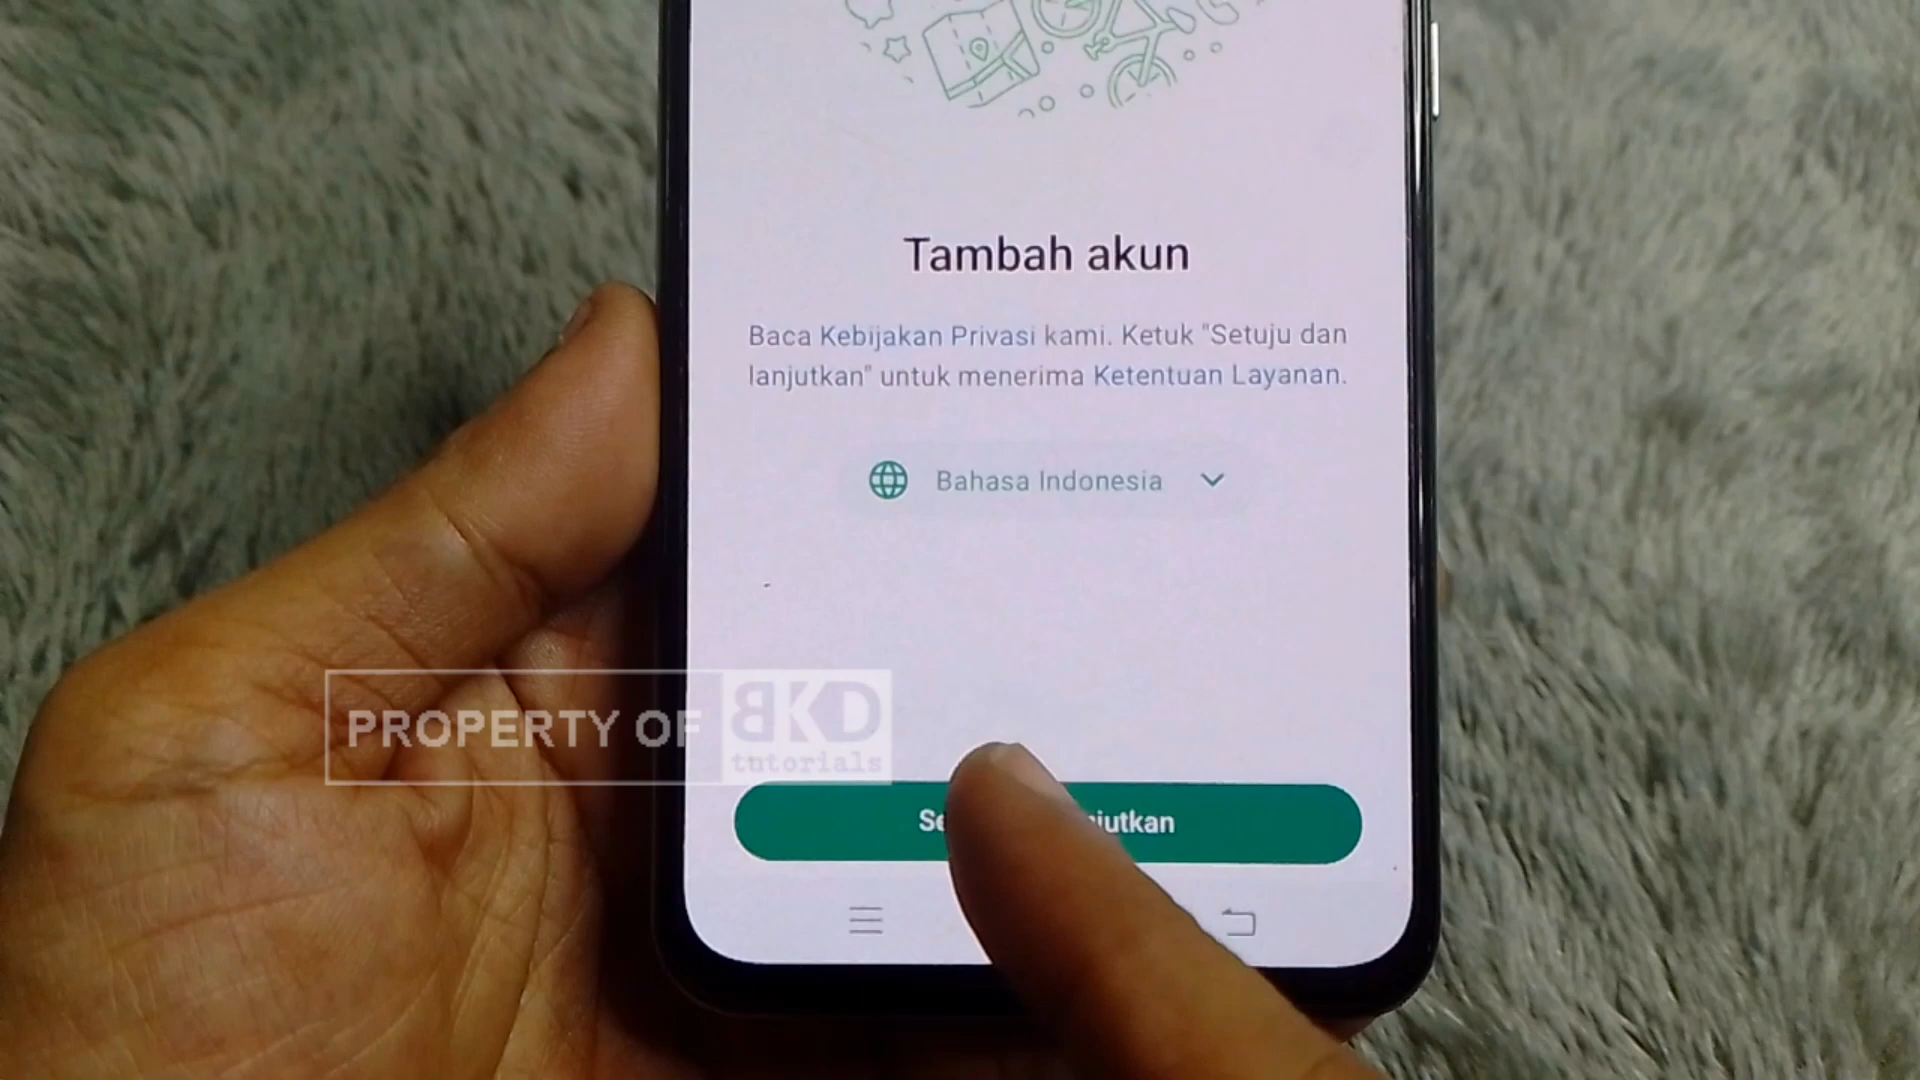 Tambah akun
Baca Kebijakan Privasi kami. Ketuk "Setuju dan
lanjutkan" untuk menerima Ketentuan Layanan.
Bahasa Indonesia
PROPERTY OF BKD
tutorials